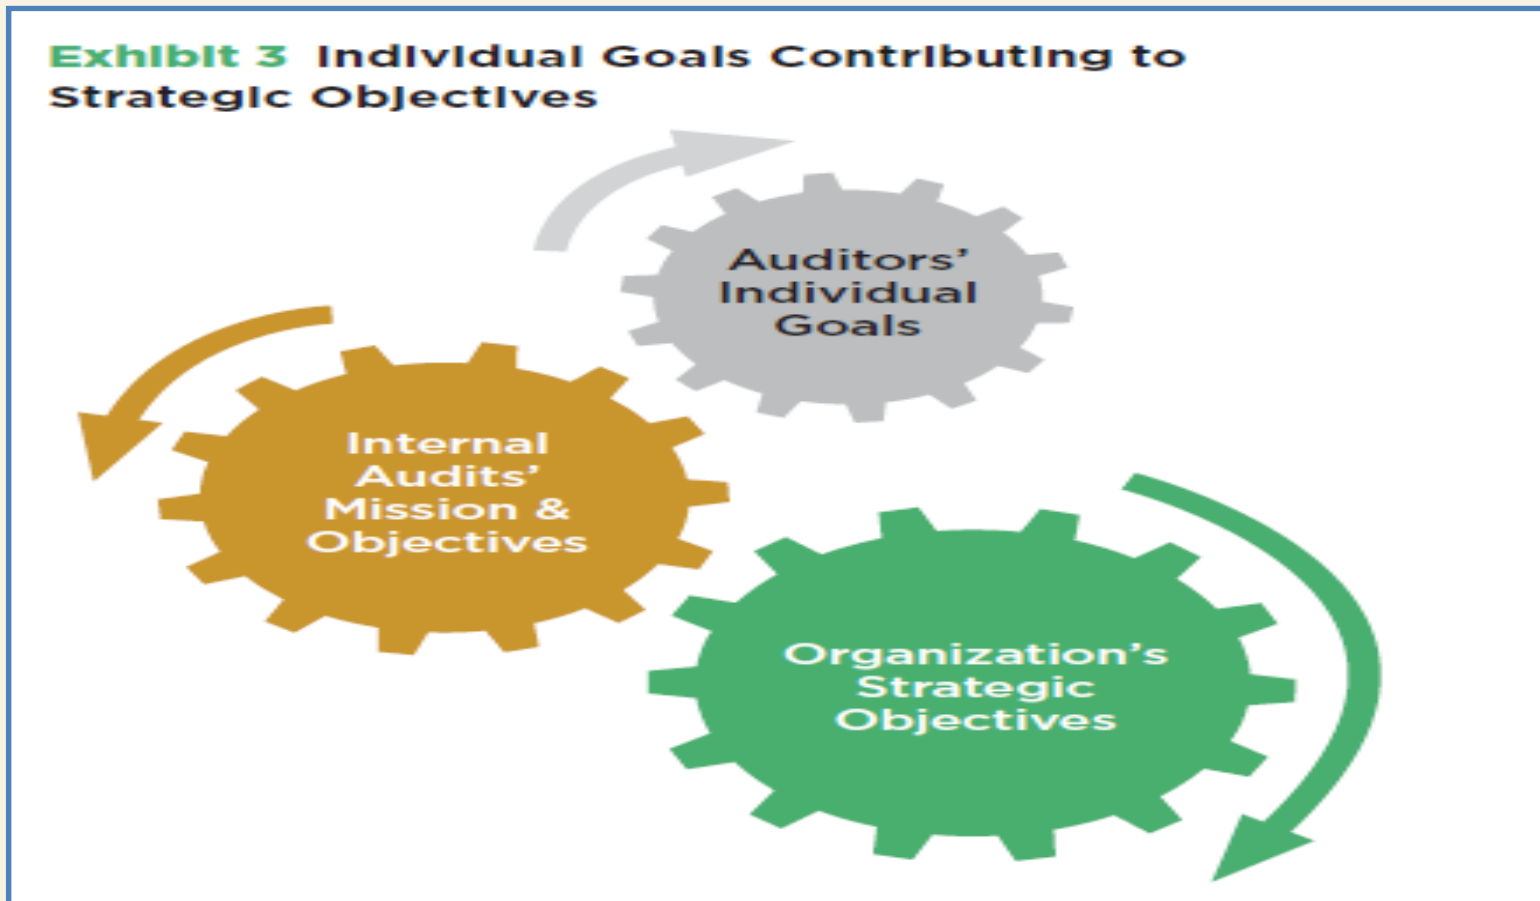 Exhibit 3 Individual Goals Contributing to
Strategic Objectives
Auditors’
Individual
Goals
Internal
Audits’
Mission &
Objectives
Organization’s
Strategic
Objectives